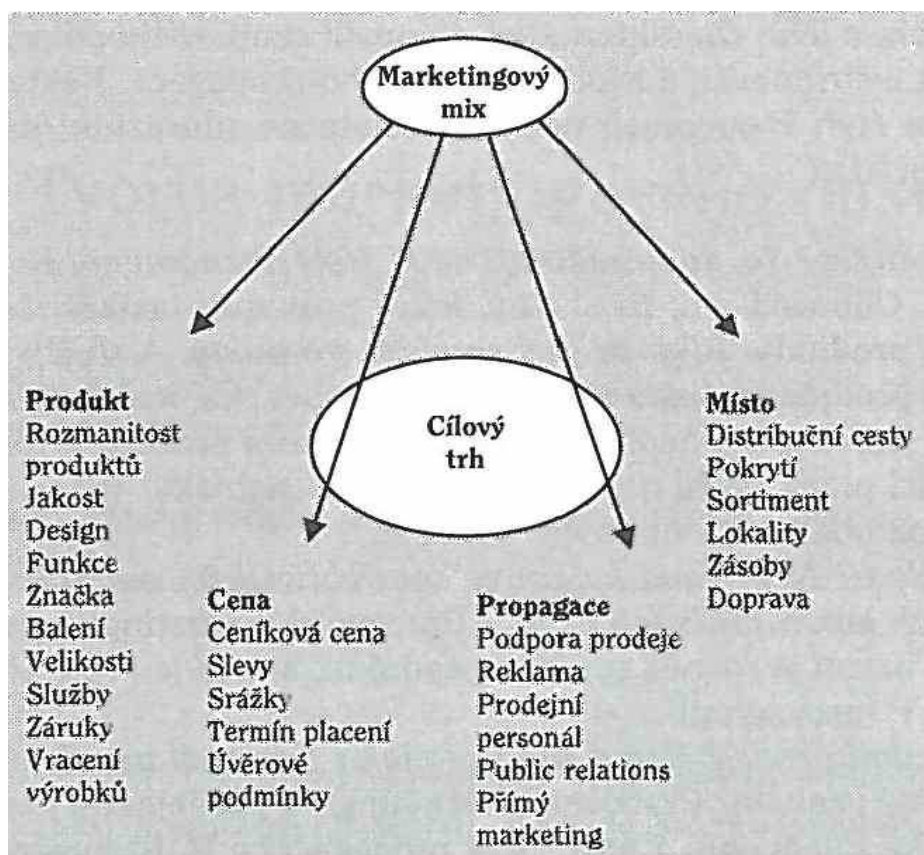 Marketingový
mix
Cílový
trh
Produkt
Rozmanitost
produktů
Jakost
Design
Funkce
Značka
Balení
Velikosti
Služby
Záruky
Vracení
výrobků
Cena
Ceníková cena
Slevy
Srážky
Termín placení
Úvěrové
podmínky
Propagace
Podpora prodeje
Reklama
Prodejní
personál
Public relations
Přímý
marketing
Místo
Distribuční cesty
Pokrytí
Sortiment
Lokality
Zásoby
Doprava